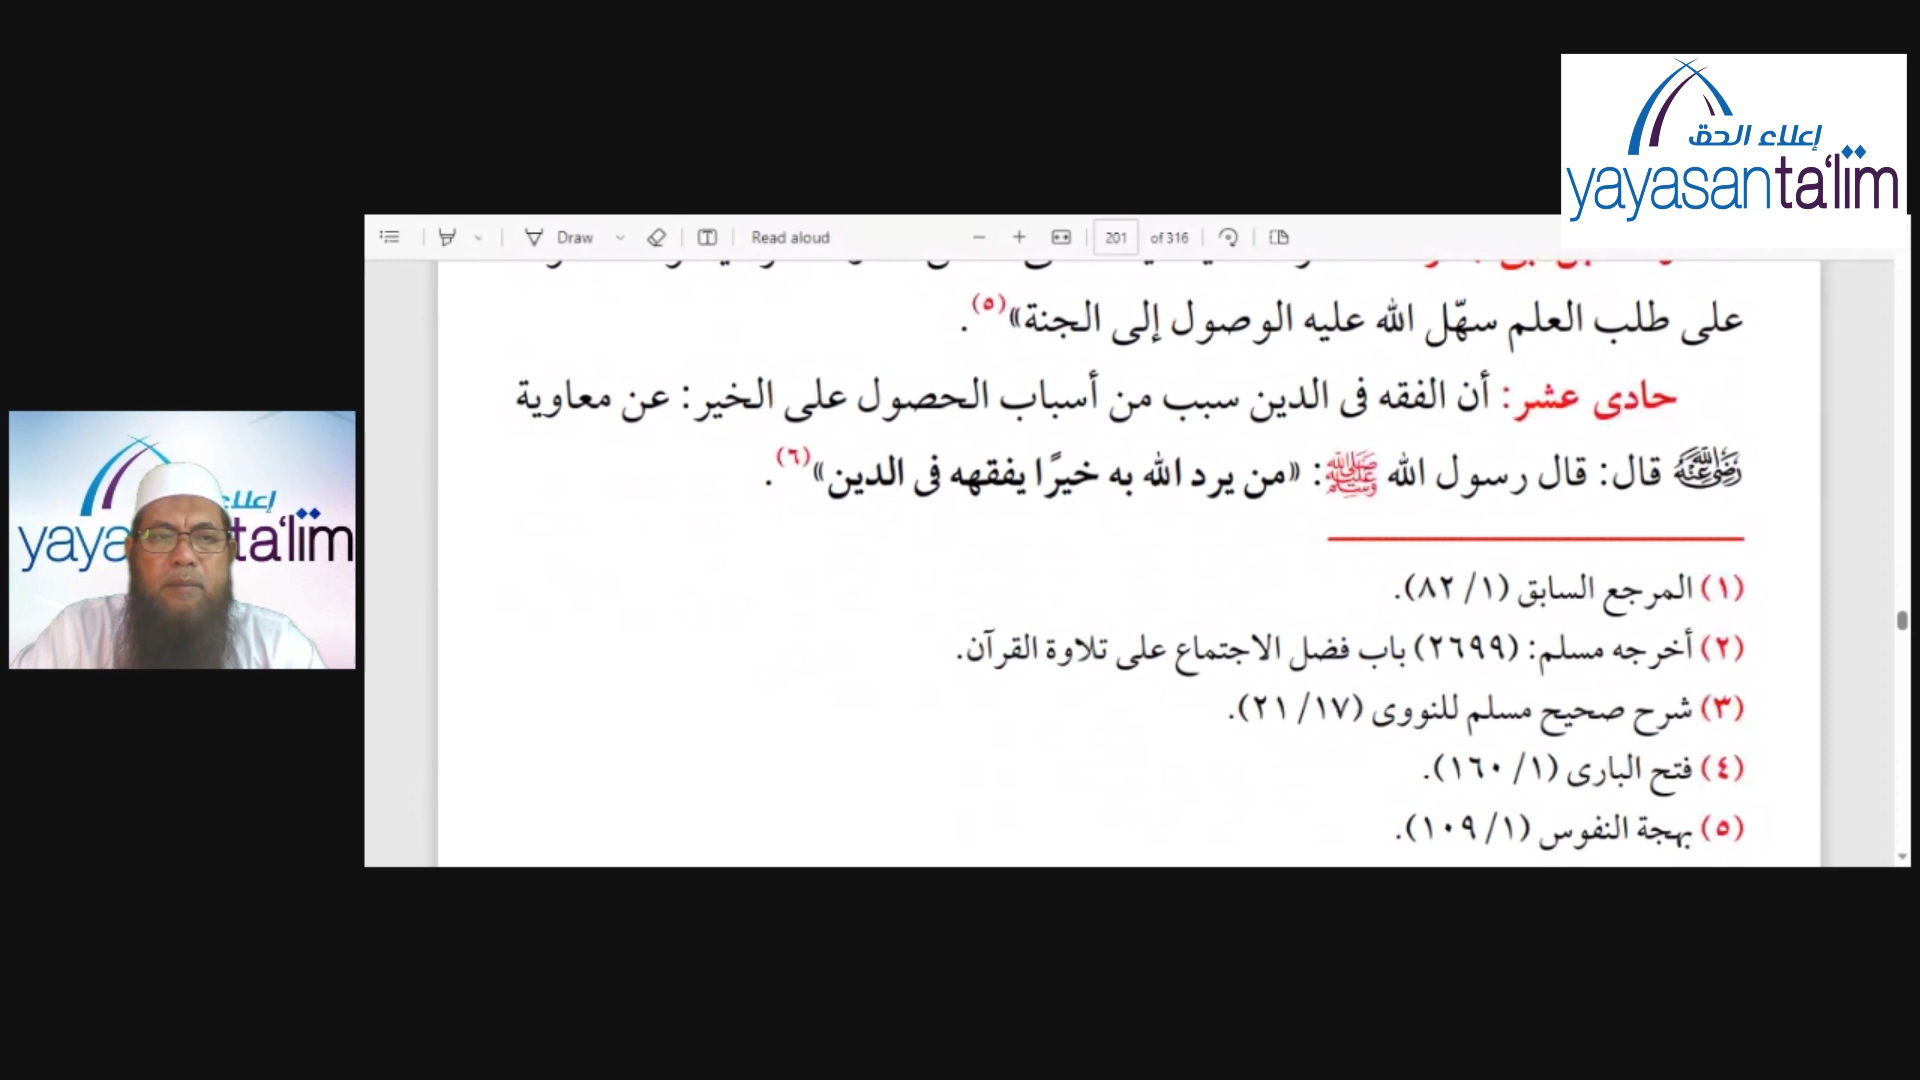 إعلاء الحق
yayasanta'lim
Draw
Read aloud
201 of 316
على طلب العلم سهّل الله عليه الوصول إلى الجنة»(٥).
حادى عشر: أن الفقه فى الدين سبب من أسباب الحصول على الخير: عن معاوية
رضي الله عنه قال: قال رسول الله ﷺ: «من يرد الله به خيرًا يفقهه فى الدين»(٦).
(١) المرجع السابق (١/ ٨٢).
(٢) أخرجه مسلم: (٢٦٩٩) باب فضل الاجتماع على تلاوة القرآن.
(٣) شرح صحيح مسلم للنووى (١٧/ ٢١).
(٤) فتح البارى (١/ ١٦٠).
(٥) بهجة النفوس (١/ ١٠٩).
إعلا
yaya ta'lim